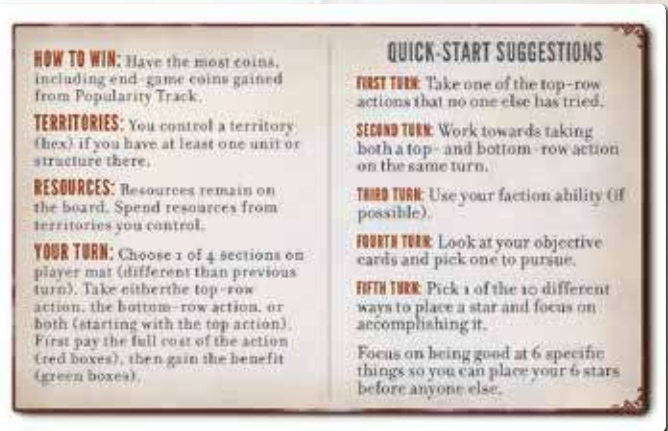 HOW TO WIN: Have the most coins,
including end-game coins gained
from Popularity Track.
TERRITORIES: You control a territory
(hex) if you have at least one unit or
structure there.
RESOURCES: Resources remain on
the board. Spend resources from
territories you control.
YOUR TURN: Choose 1 of 4 sections on
player mat (different than previous
turn). Take eitherthe top-row
action, the bottom-row action, or
both (starting with the top action).
First pay the full cost of the action
(red boxes), then gain the benefit
(green boxes).
QUICK-START SUGGESTIONS
FIRST TURN: Take one of the top-row
actions that no one else has tried.
SECOND TURN: Work towards taking
both a top- and bottom-row action
on the same turn.
THIRD TURN: Use your faction ability (if
possible).
FOURTH TURN: Look at your objective
cards and pick one to pursue.
FIFTH TURN: Pick 1 of the 10 different
ways to place a star and focus on
accomplishing it.
Focus on being good at 6 specific
things so you can place your 6 stars
before anyone else.